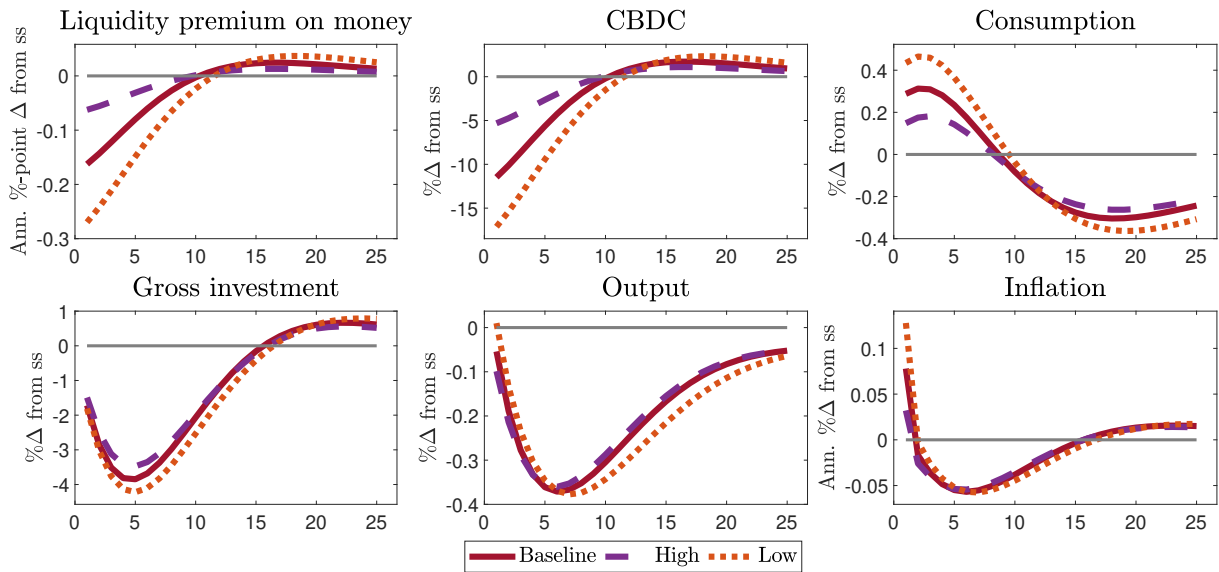 Liquidity premium on money
CBDC
Consumption
Ann. %-point Δ from ss
0
-0.1
-0.2
-0.3
0 5 10 15 20 25
%Δ from ss
0
-5
-10
-15
0 5 10 15 20 25
%Δ from ss
0.4
0.2
0
-0.2
-0.4
0 5 10 15 20 25
Gross investment
Output
Inflation
%Δ from ss
1
0
-1
-2
-3
-4
0 5 10 15 20 25
%Δ from ss
0
-0.1
-0.2
-0.3
-0.4
0 5 10 15 20 25
Ann. %Δ from ss
0.1
0.05
0
-0.05
0 5 10 15 20 25
Baseline High Low